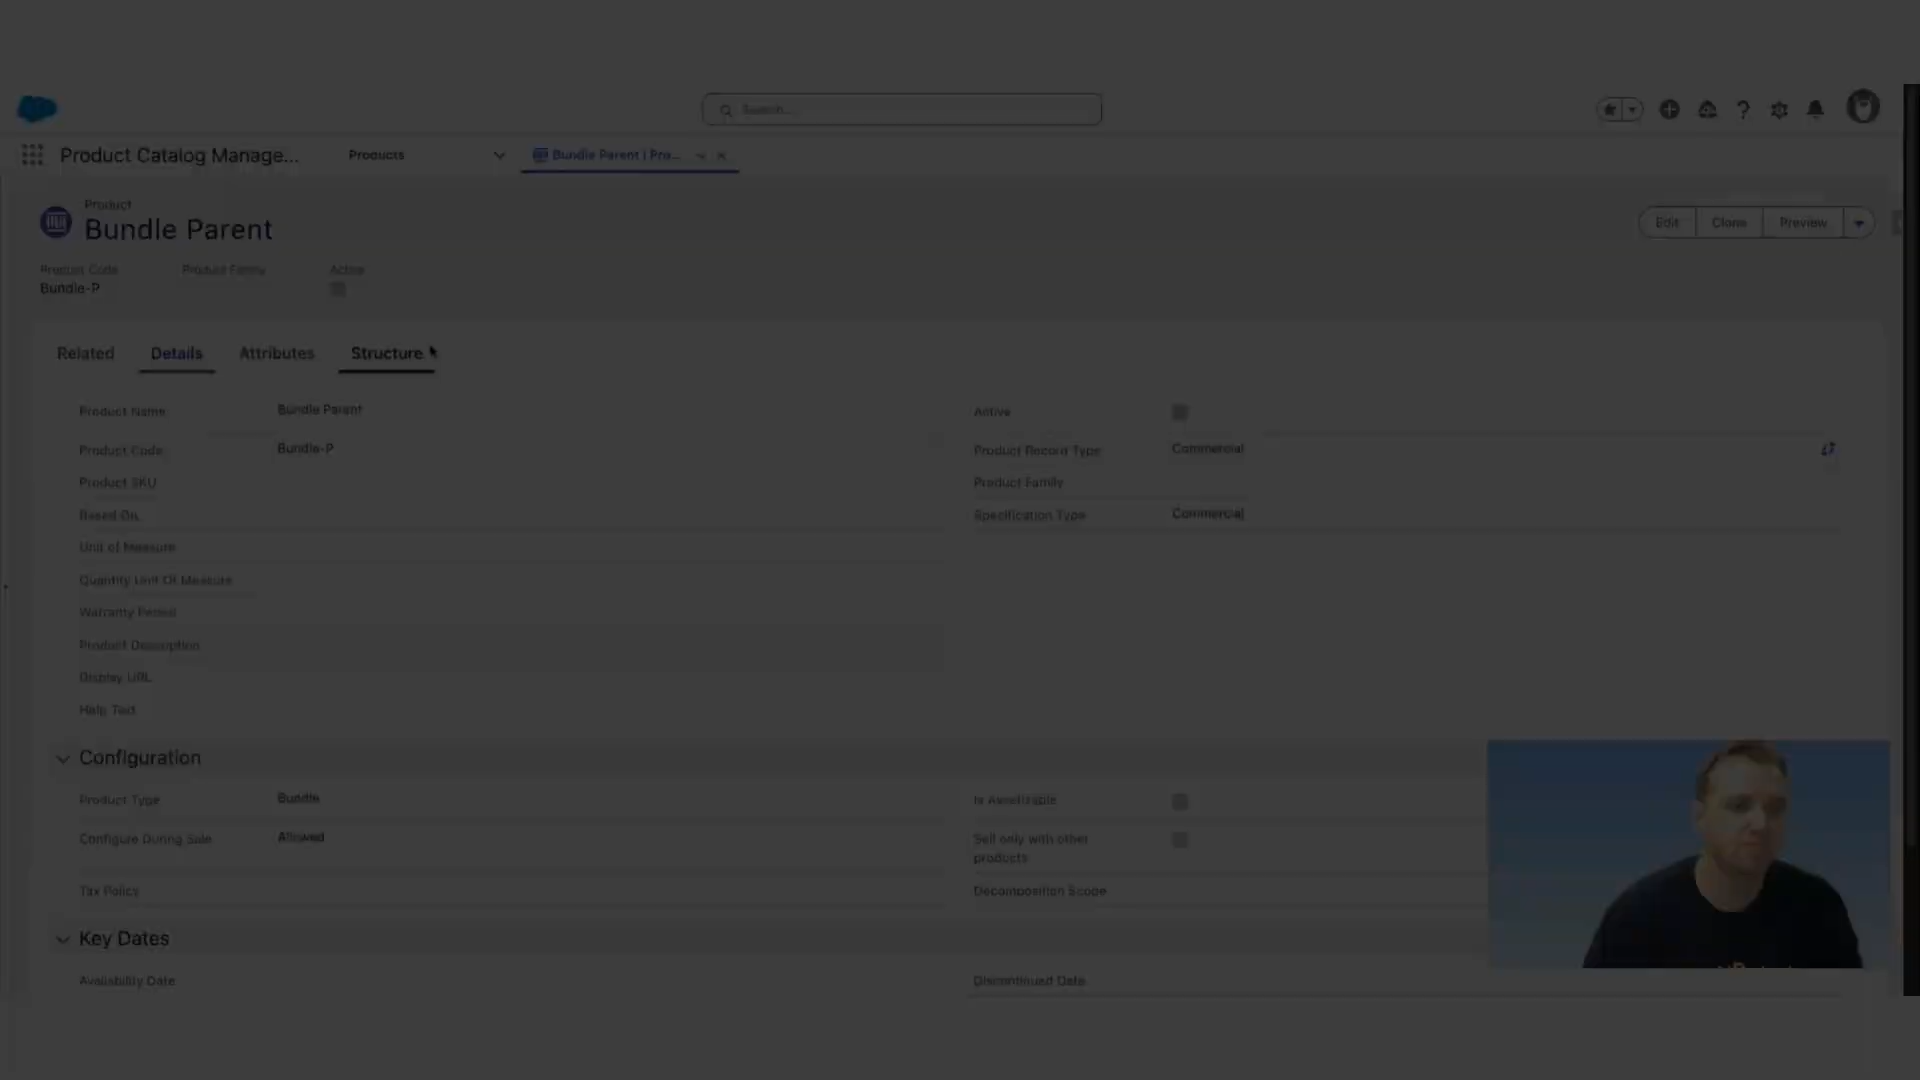 Search...
Product Catalog Manage...
Products
Bundle Parent | Pro...
Product
Bundle Parent
Edit
Clone
Preview
Product Code
Product Family
Active
Bundle-P
Related
Details
Attributes
Structure
Product Name
Bundle Parent
Active
Product Code
Bundle-P
Product Record Type
Commercial
Product SKU
Product Family
Based On
Specification Type
Commercial
Unit of Measure
Quantity Unit Of Measure
Warranty Period
Product Description
Display URL
Help Text
Configuration
Product Type
Bundle
Is Assetizable
Configure During Sale
Allowed
Sell only with other
products
Tax Policy
Decomposition Scope
Key Dates
Availability Date
Discontinued Date